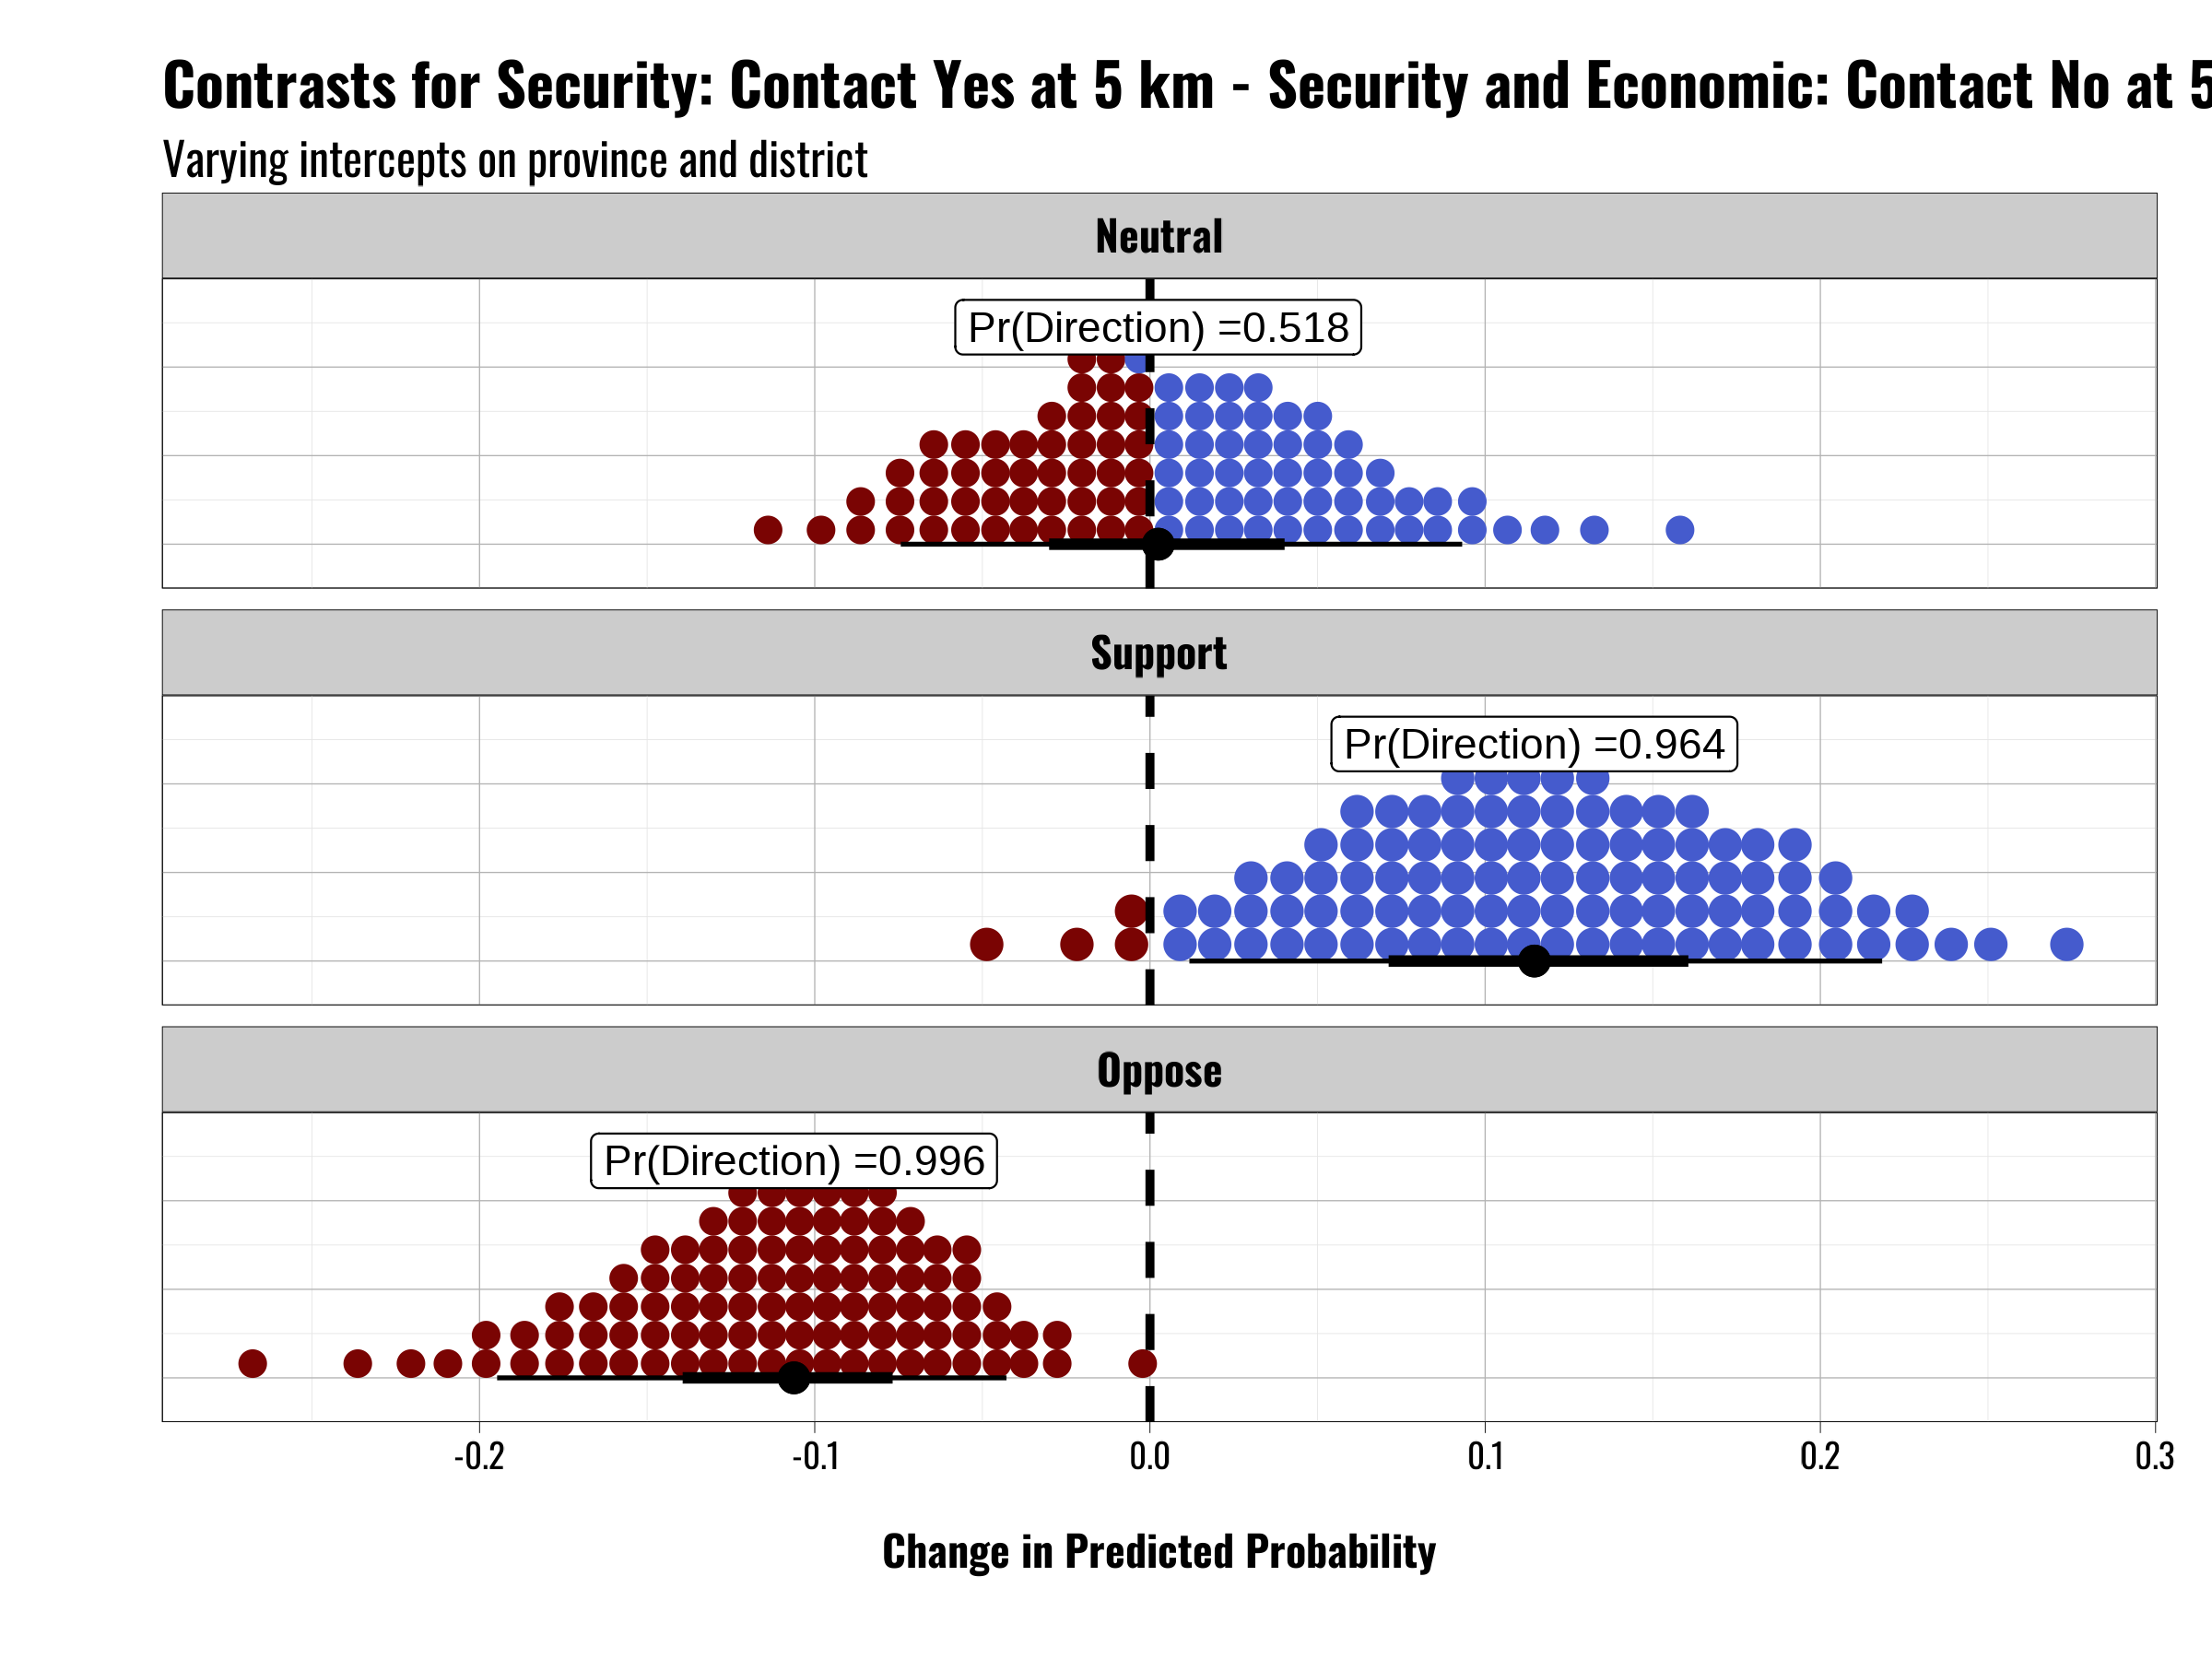 Contrasts for Security: Contact Yes at 5 km - Security and Economic: Contact No at 5
Varying intercepts on province and district
Neutral
Pr(Direction) =0.518
Support
Pr(Direction) =0.964
Oppose
Pr(Direction) =0.996
-0.2 -0.1 0.0 0.1 0.2 0.3
Change in Predicted Probability